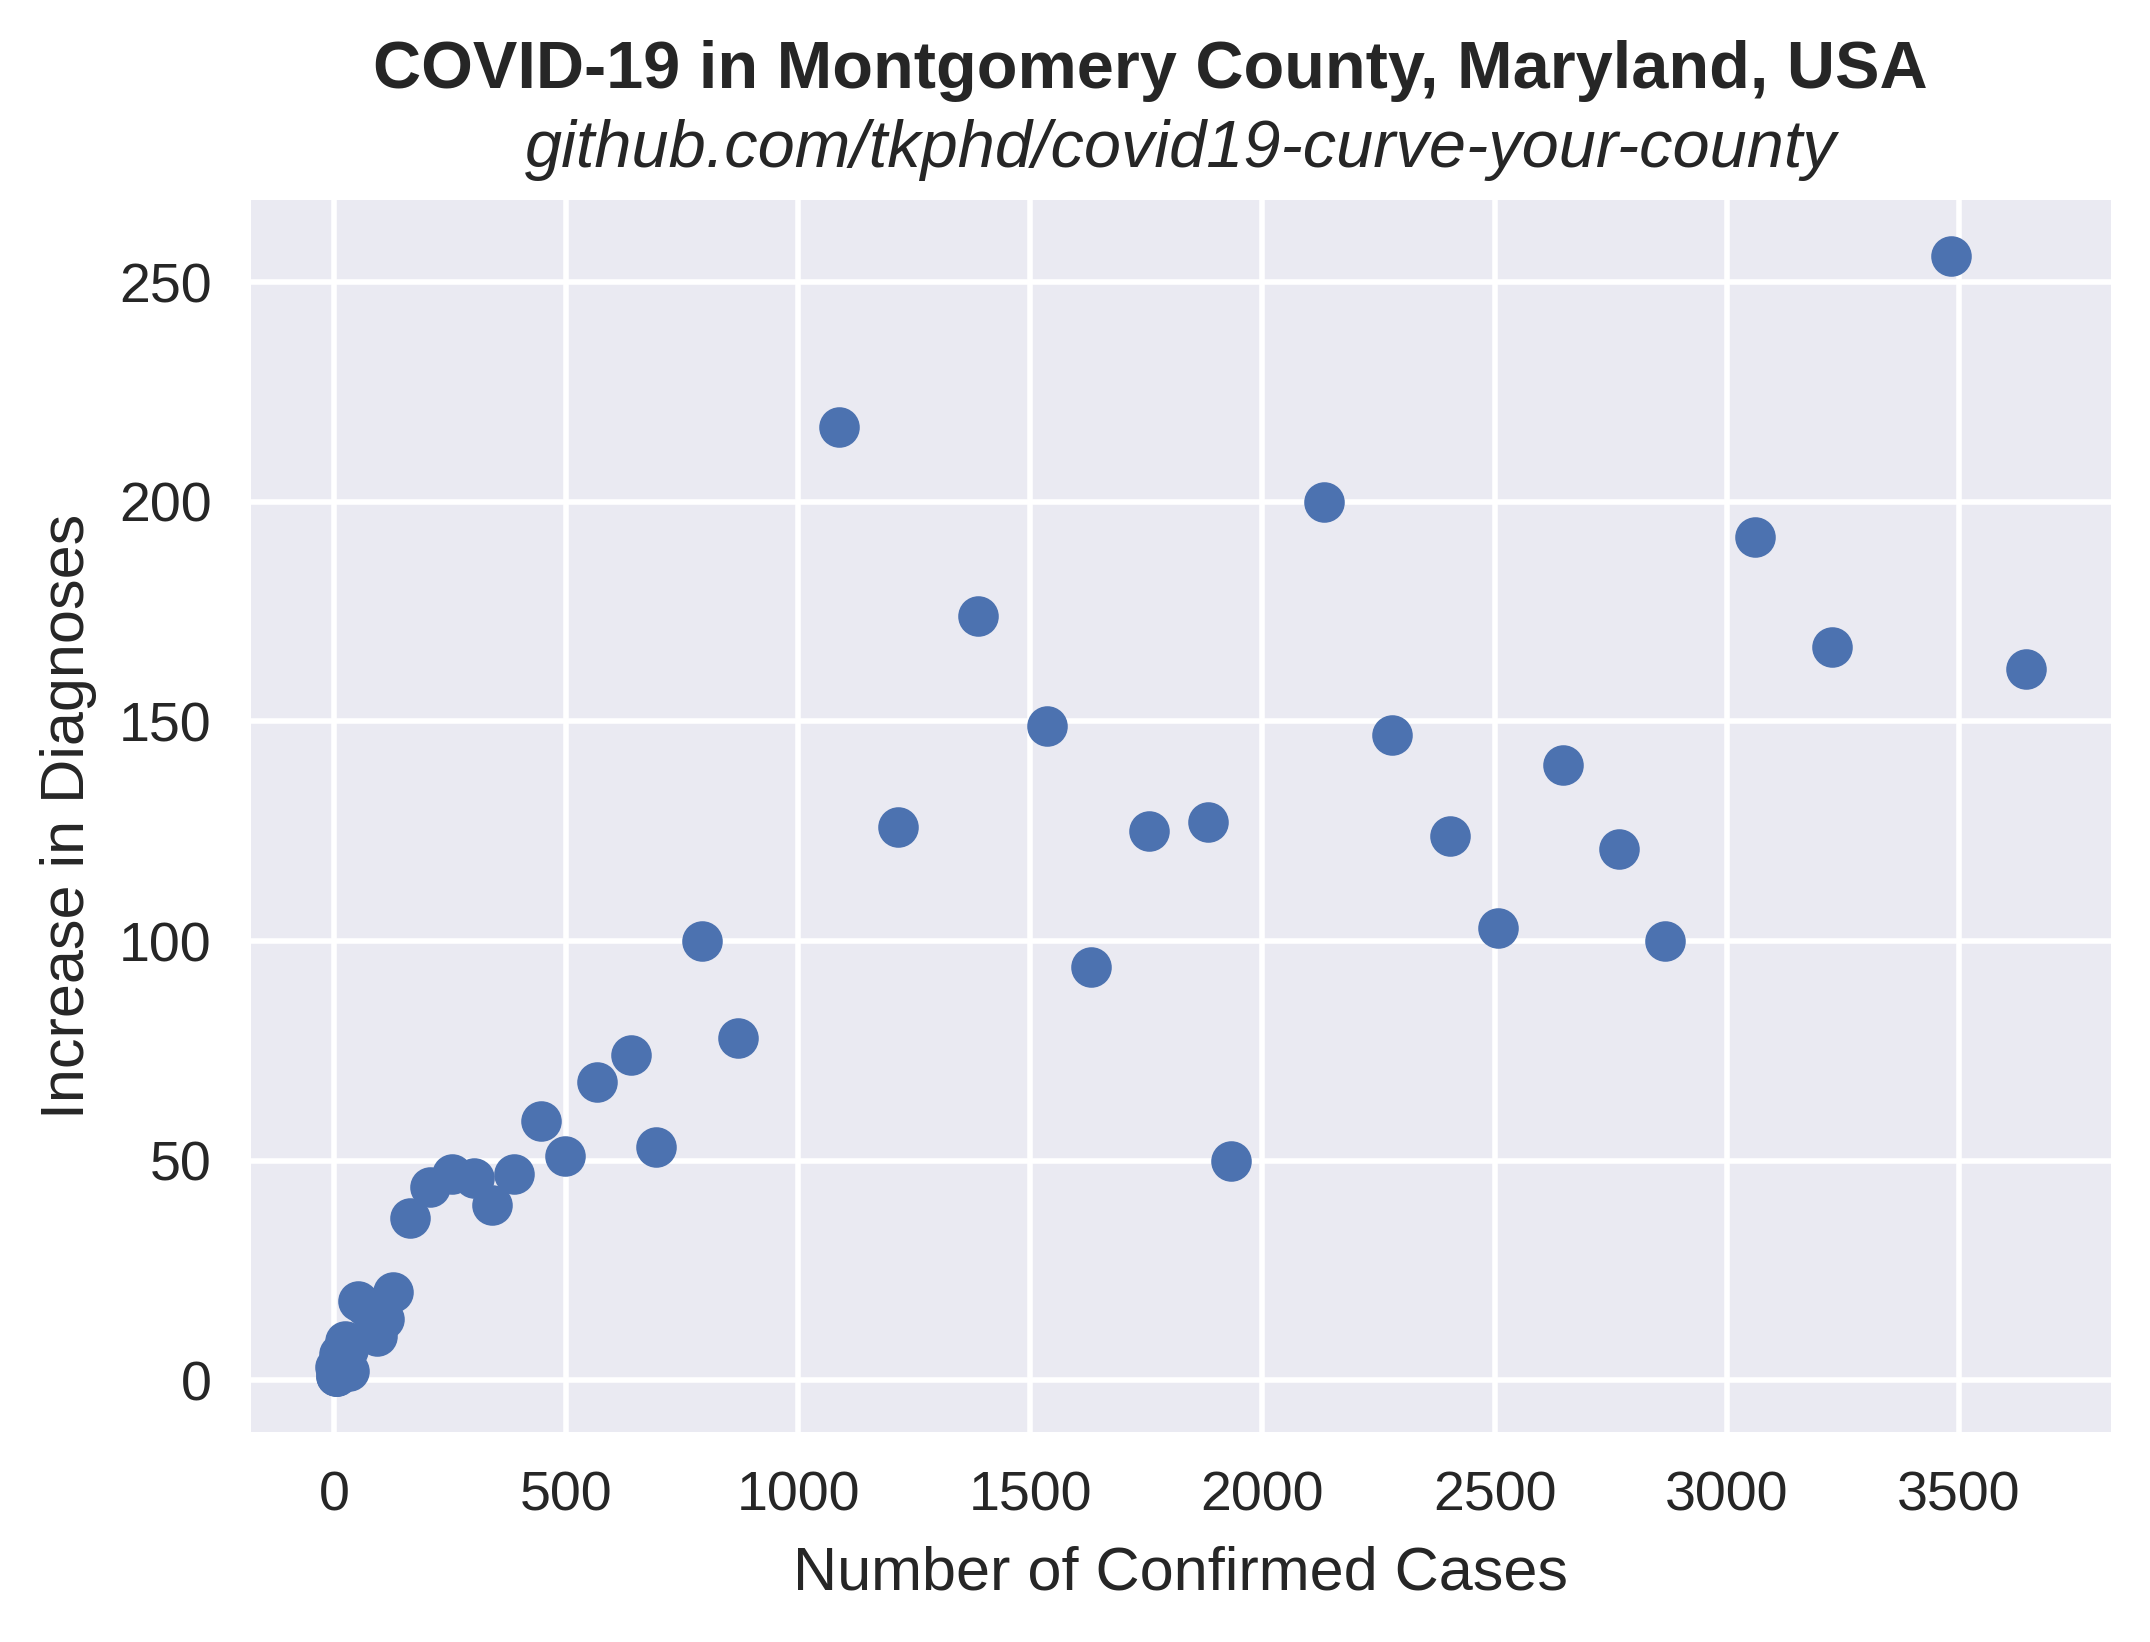 COVID-19 in Montgomery County, Maryland, USA
github.com/tkphd/covid19-curve-your-county
Increase in Diagnoses
250
200
150
100
50
0
0 500 1000 1500 2000 2500 3000 3500
Number of Confirmed Cases